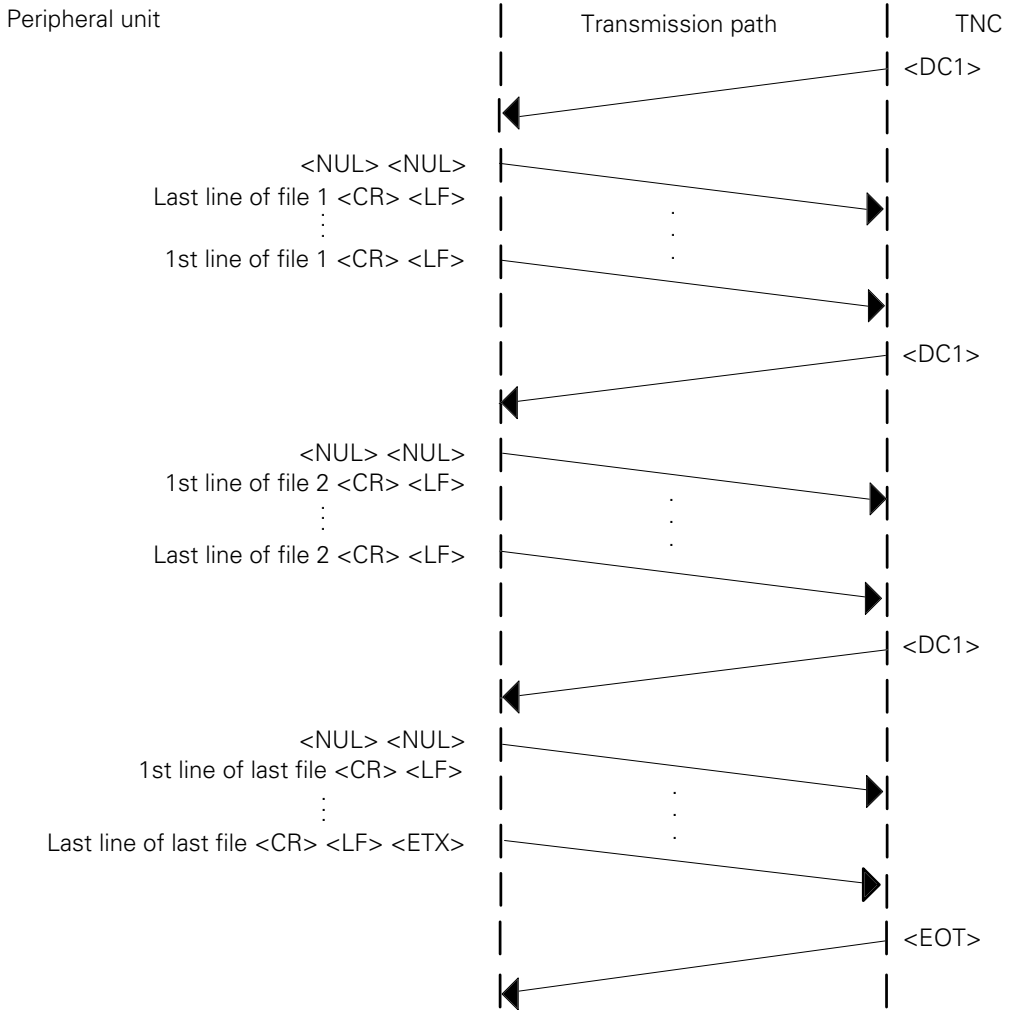 Peripheral unit
Transmission path
TNC
<DC1>
<NUL> <NUL>
Last line of file 1 <CR> <LF>
1st line of file 1 <CR> <LF>
<DC1>
<NUL> <NUL>
1st line of file 2 <CR> <LF>
Last line of file 2 <CR> <LF>
<DC1>
<NUL> <NUL>
1st line of last file <CR> <LF>
Last line of last file <CR> <LF> <ETX>
<EOT>